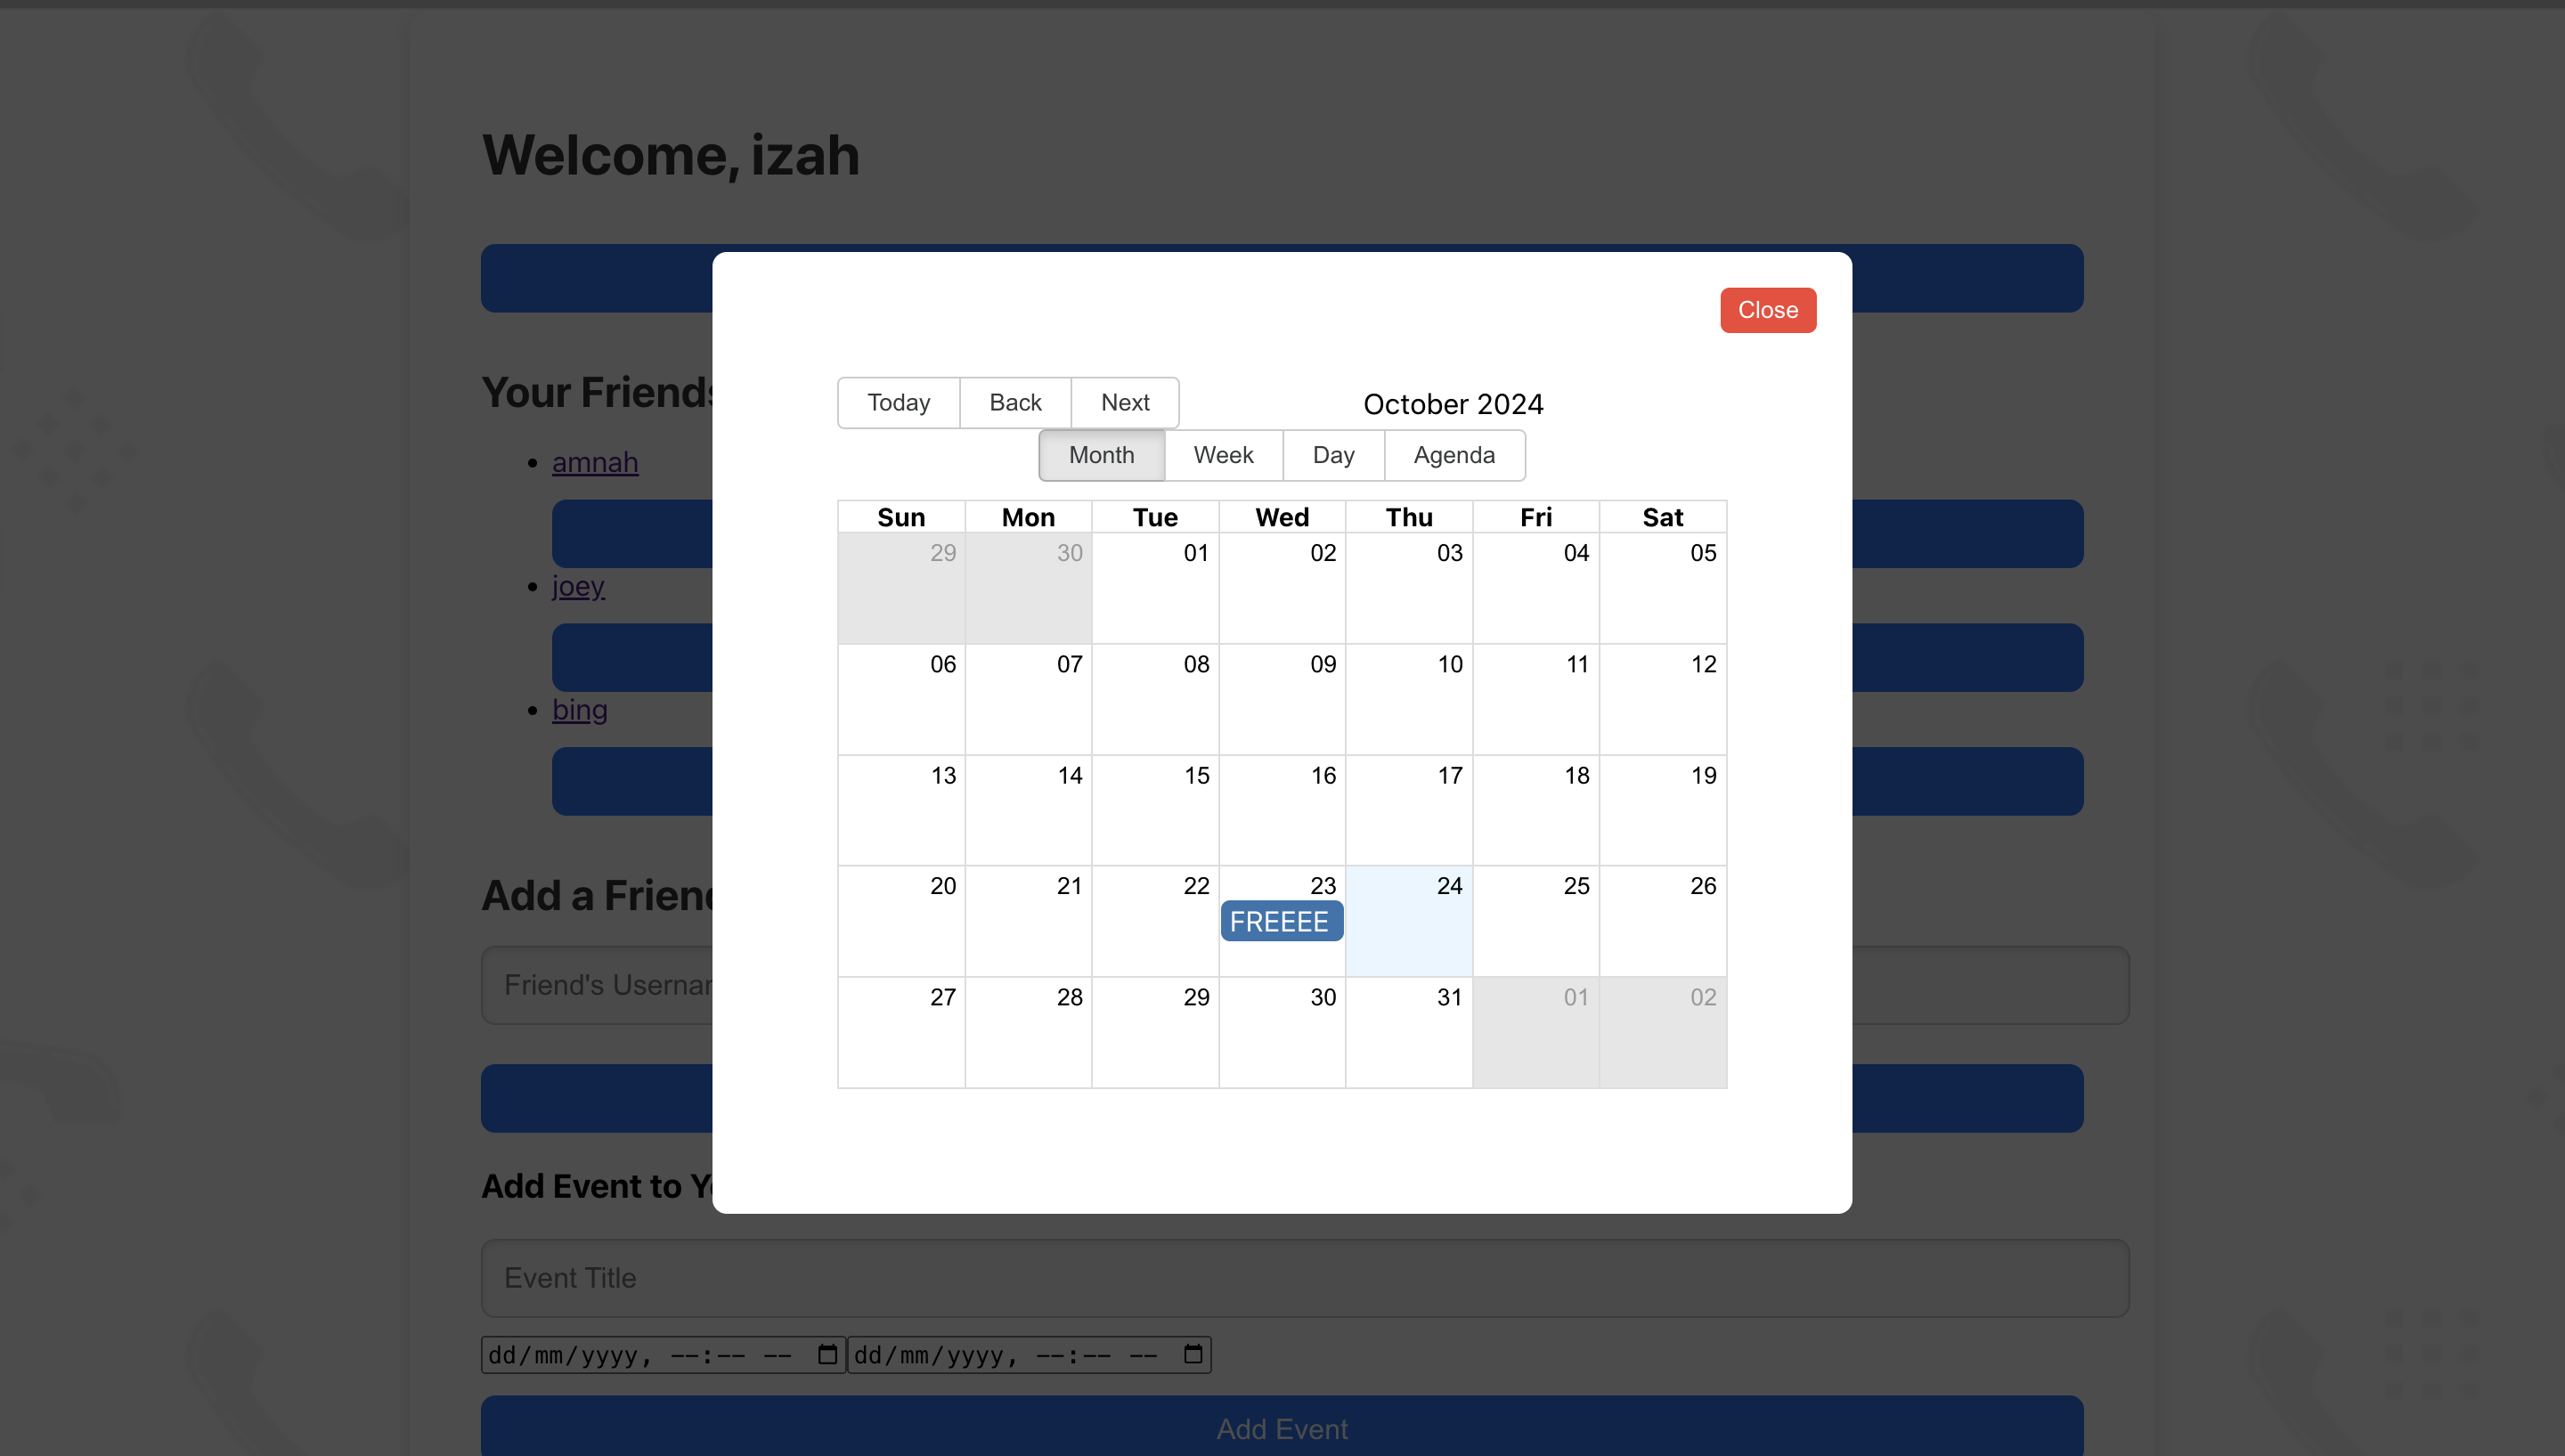 Welcome, izah
Close
Your Friends
Today Back Next
October 2024
Month Week Day Agenda
amnah
Sun Mon Tue Wed Thu Fri Sat
29 30 01 02 03 04 05
joey
06 07 08 09 10 11 12
bing
13 14 15 16 17 18 19
20 21 22 23 24 25 26
Add a Friend
FREEEE
Friend's Usernam
27 28 29 30 31 01 02
Add Event to Yo
Event Title
dd/mm/yyyy, --:-- -- dd/mm/yyyy, --:-- --
Add Event